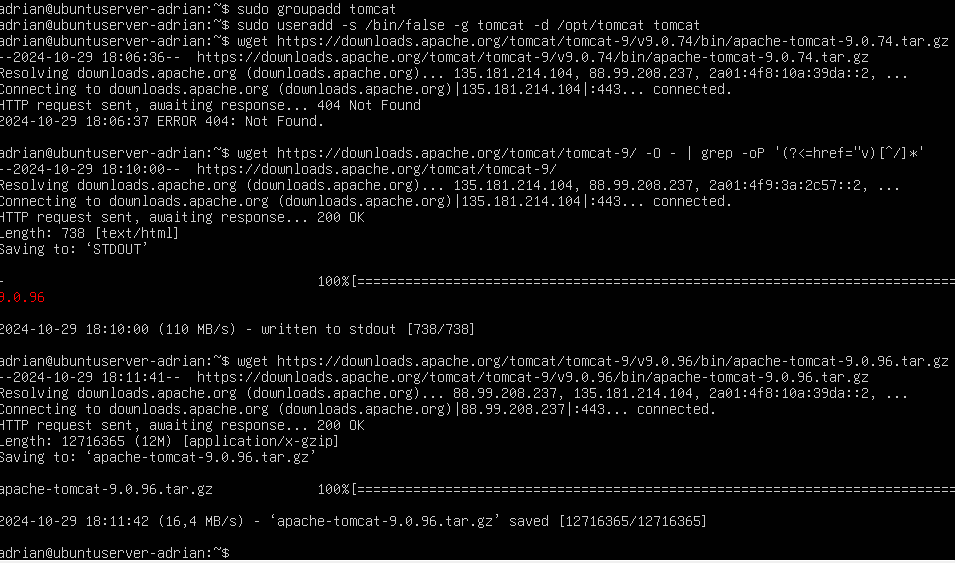 adrian@ubuntuserver-adrian:~$ sudo groupadd tomcat
adrian@ubuntuserver-adrian:~$ sudo useradd -s /bin/false -g tomcat -d /opt/tomcat tomcat
adrian@ubuntuserver-adrian:~$ wget https://downloads.apache.org/tomcat/tomcat-9/v9.0.74/bin/apache-tomcat-9.0.74.tar.gz
--2024-10-29 18:06:36--  https://downloads.apache.org/tomcat/tomcat-9/v9.0.74/bin/apache-tomcat-9.0.74.tar.gz
Resolving downloads.apache.org (downloads.apache.org)... 135.181.214.104, 88.99.208.237, 2a01:4f8:10a:39da::2, ...
Connecting to downloads.apache.org (downloads.apache.org)|135.181.214.104|:443... connected.
HTTP request sent, awaiting response... 404 Not Found
2024-10-29 18:06:37 ERROR 404: Not Found.
adrian@ubuntuserver-adrian:~$ wget https://downloads.apache.org/tomcat/tomcat-9/ -O - | grep -oP '(?<=href="v)[^/]*'
--2024-10-29 18:10:00--  https://downloads.apache.org/tomcat/tomcat-9/
Resolving downloads.apache.org (downloads.apache.org)... 135.181.214.104, 88.99.208.237, 2a01:4f9:3a:2c57::2, ...
Connecting to downloads.apache.org (downloads.apache.org)|135.181.214.104|:443... connected.
HTTP request sent, awaiting response... 200 OK
Length: 738 [text/html]
Saving to: ‘STDOUT’
-                                       100%[===========================================================================
9.0.96
2024-10-29 18:10:00 (110 MB/s) - written to stdout [738/738]
adrian@ubuntuserver-adrian:~$ wget https://downloads.apache.org/tomcat/tomcat-9/v9.0.96/bin/apache-tomcat-9.0.96.tar.gz
--2024-10-29 18:11:41--  https://downloads.apache.org/tomcat/tomcat-9/v9.0.96/bin/apache-tomcat-9.0.96.tar.gz
Resolving downloads.apache.org (downloads.apache.org)... 88.99.208.237, 135.181.214.104, 2a01:4f8:10a:39da::2, ...
Connecting to downloads.apache.org (downloads.apache.org)|88.99.208.237|:443... connected.
HTTP request sent, awaiting response... 200 OK
Length: 12716365 (12M) [application/x-gzip]
Saving to: ‘apache-tomcat-9.0.96.tar.gz’
apache-tomcat-9.0.96.tar.gz             100%[===========================================================================
2024-10-29 18:11:42 (16,4 MB/s) - ‘apache-tomcat-9.0.96.tar.gz’ saved [12716365/12716365]
adrian@ubuntuserver-adrian:~$